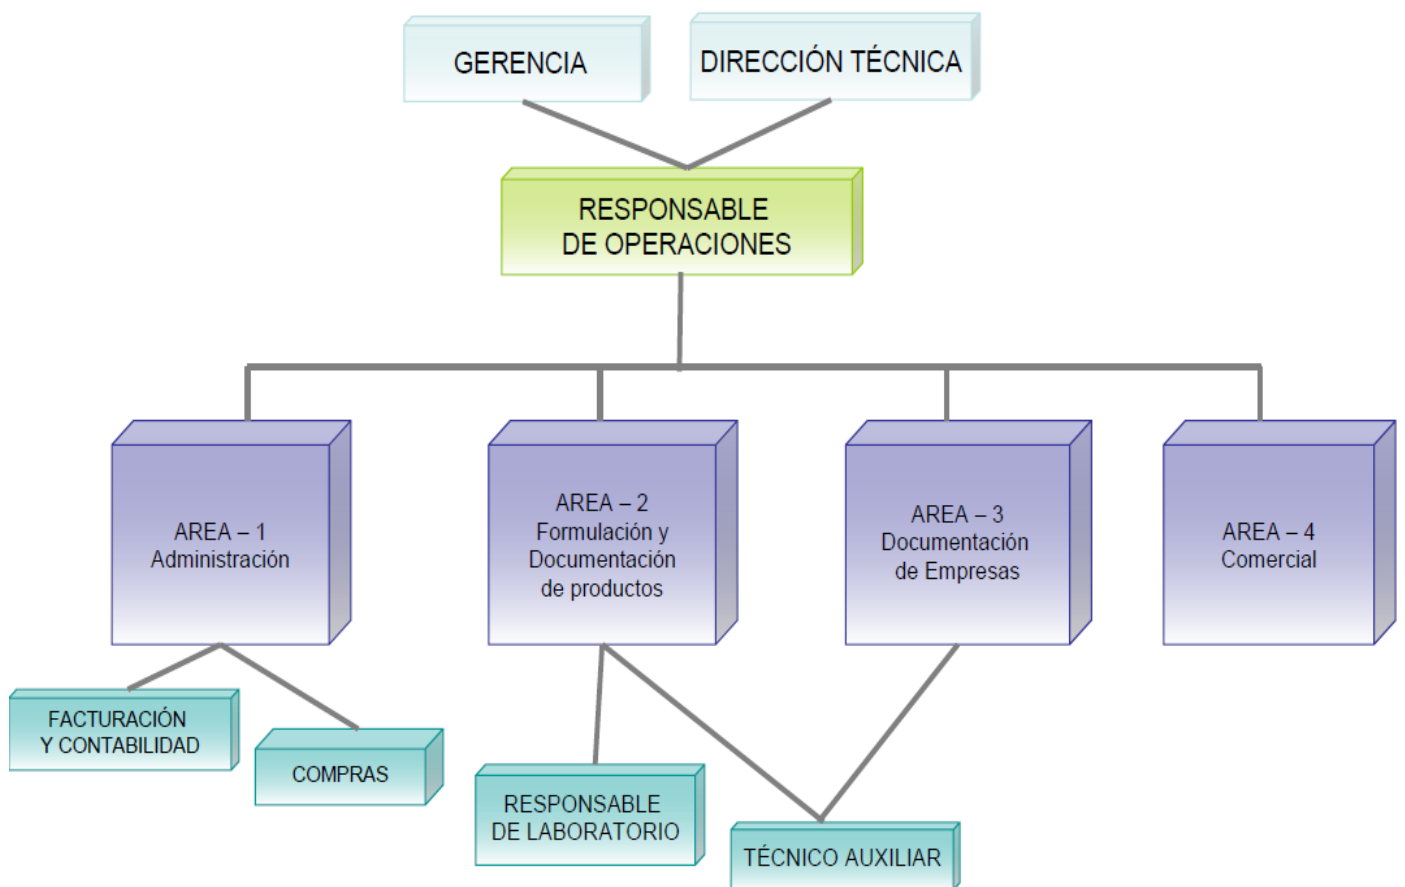 GERENCIA
DIRECCIÓN TÉCNICA
RESPONSABLE
DE OPERACIONES
AREA – 1
Administración
AREA – 2
Formulación y
Documentación
de productos
AREA – 3
Documentación
de Empresas
AREA – 4
Comercial
FACTURACIÓN
Y CONTABILIDAD
COMPRAS
RESPONSABLE
DE LABORATORIO
TÉCNICO AUXILIAR